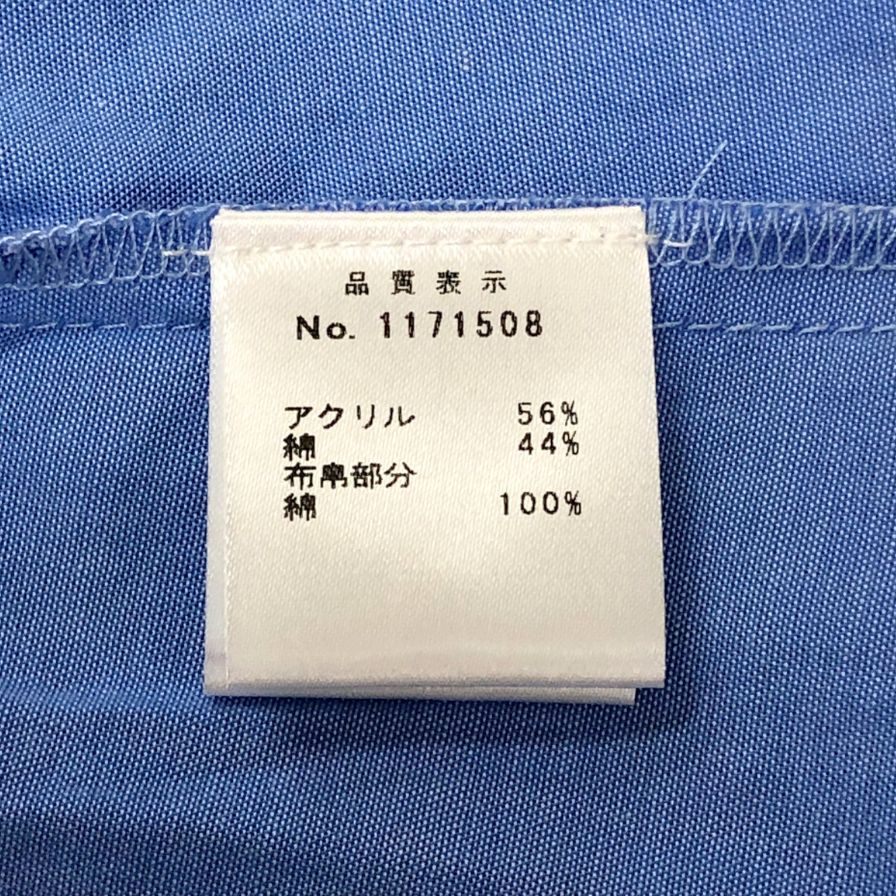 品質表示
No. 1171508
アクリル 56%
綿 44%
布帛部分
綿 100%